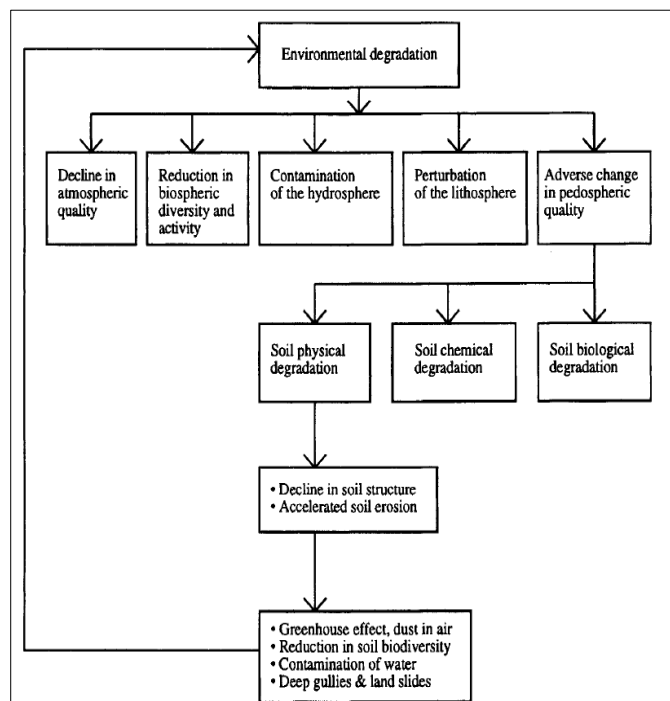 Environmental degradation
Decline in
atmospheric
quality
Reduction in
biospheric
diversity and
activity
Contamination
of the hydrosphere
Perturbation
of the lithosphere
Adverse change
in pedospheric
quality
Soil physical
degradation
Soil chemical
degradation
Soil biological
degradation
• Decline in soil structure
• Accelerated soil erosion
• Greenhouse effect, dust in air
• Reduction in soil biodiversity
• Contamination of water
• Deep gullies & land slides